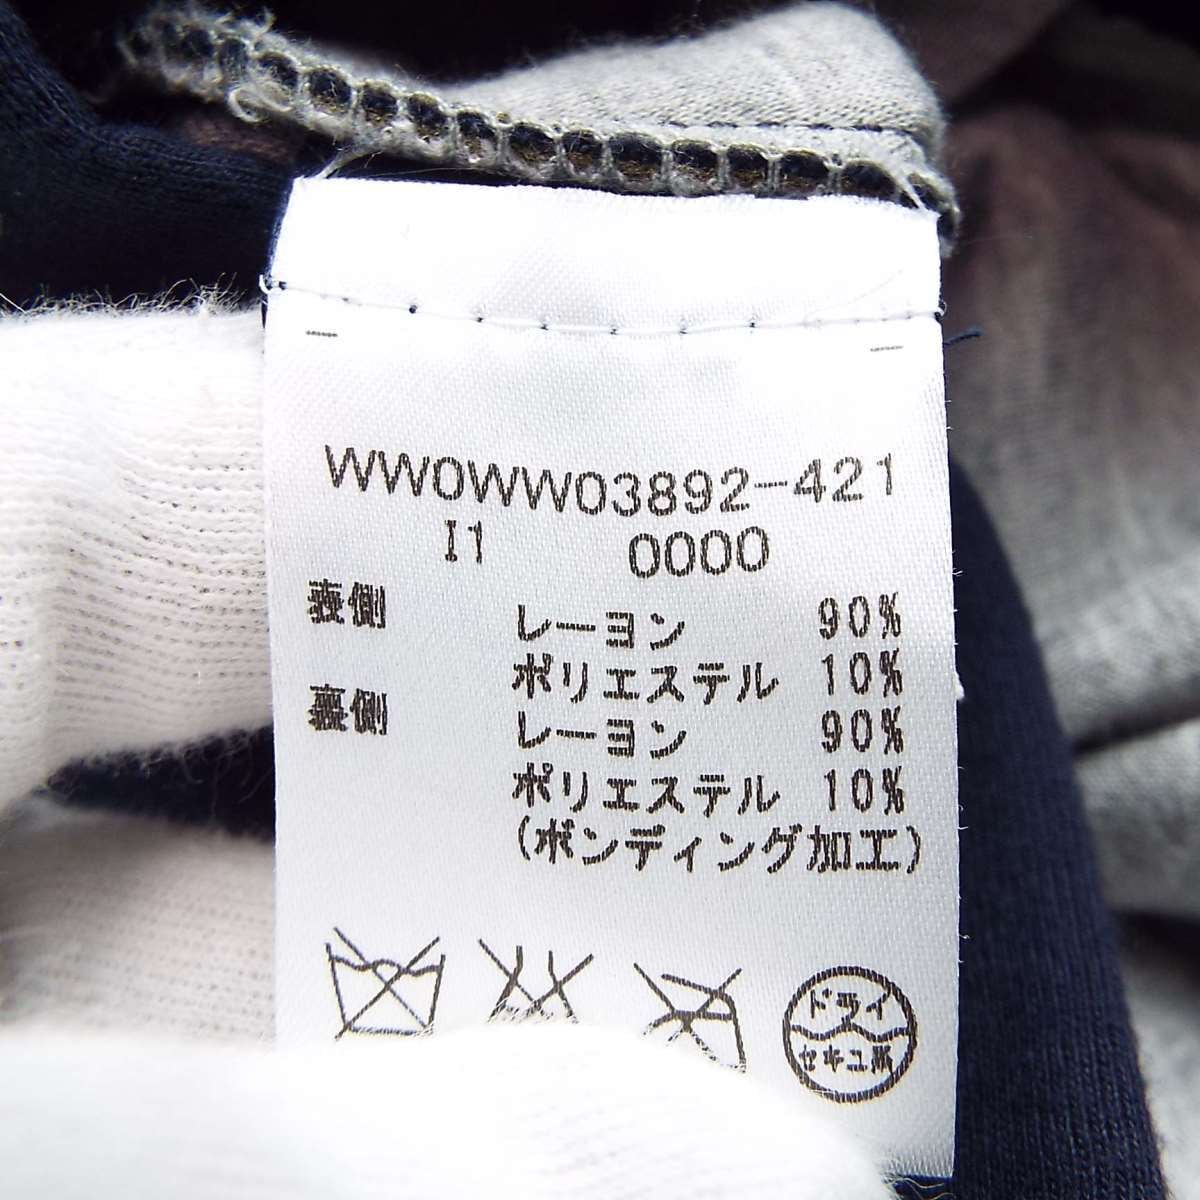 WW0WW03892-421
I1 0000
表側 レーヨン 90%
ポリエステル 10%
裏側 レーヨン 90%
ポリエステル 10%
(ボンディング加工)
ドライ
セキユ系